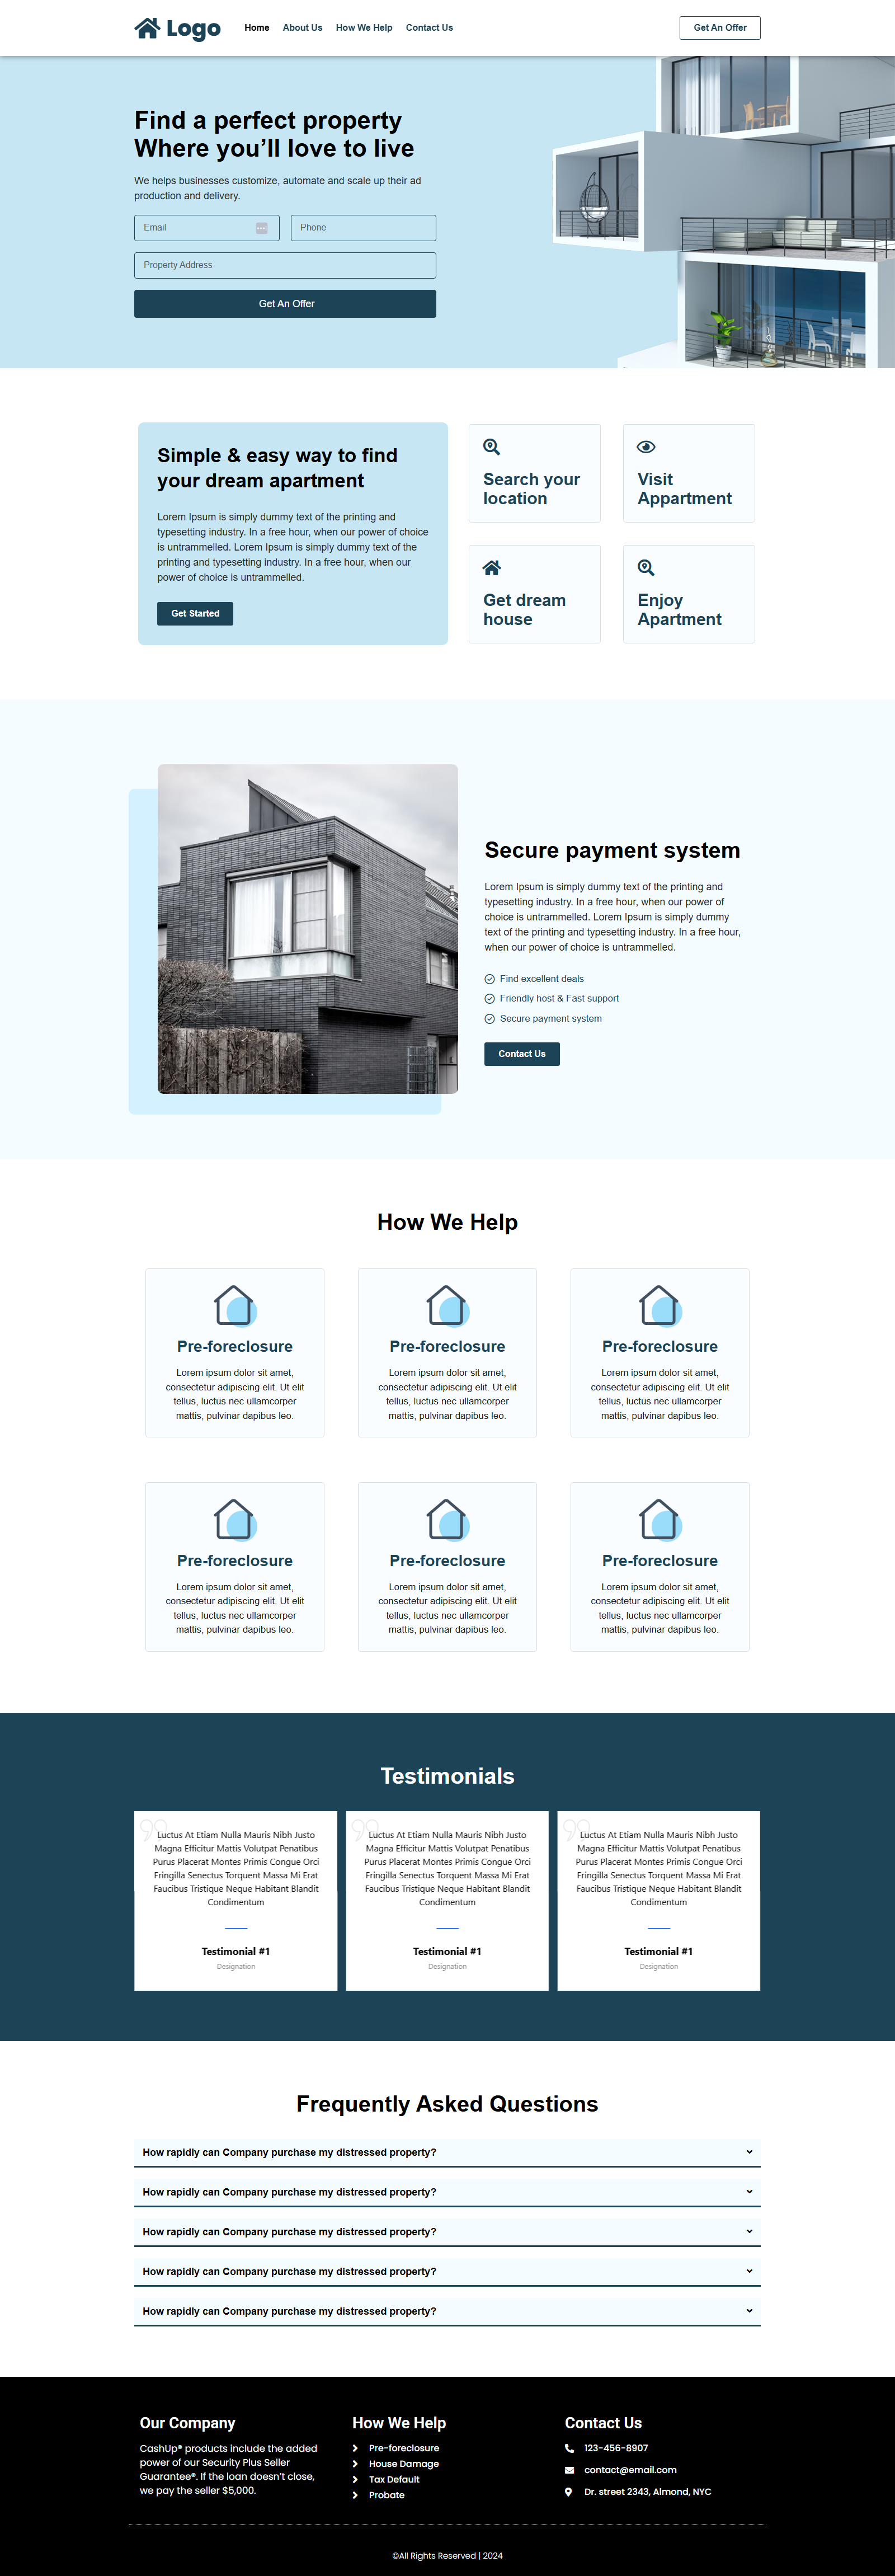 Logo
Home
About Us
How We Help
Contact Us
Get An Offer
Find a perfect property
Where you’ll love to live
We helps businesses customize, automate and scale up their ad
production and delivery.
Email
Phone
Property Address
Get An Offer
Simple & easy way to find
your dream apartment
Lorem Ipsum is simply dummy text of the printing and
typesetting industry. In a free hour, when our power of choice
is untrammelled. Lorem Ipsum is simply dummy text of the
printing and typesetting industry. In a free hour, when our
power of choice is untrammelled.
Get Started
Search your
location
Visit
Appartment
Get dream
house
Enjoy
Apartment
Secure payment system
Lorem Ipsum is simply dummy text of the printing and
typesetting industry. In a free hour, when our power of
choice is untrammelled. Lorem Ipsum is simply dummy
text of the printing and typesetting industry. In a free hour,
when our power of choice is untrammelled.
Find excellent deals
Friendly host & Fast support
Secure payment system
Contact Us
How We Help
Pre-foreclosure
Lorem ipsum dolor sit amet,
consectetur adipiscing elit. Ut elit
tellus, luctus nec ullamcorper
mattis, pulvinar dapibus leo.
Pre-foreclosure
Lorem ipsum dolor sit amet,
consectetur adipiscing elit. Ut elit
tellus, luctus nec ullamcorper
mattis, pulvinar dapibus leo.
Pre-foreclosure
Lorem ipsum dolor sit amet,
consectetur adipiscing elit. Ut elit
tellus, luctus nec ullamcorper
mattis, pulvinar dapibus leo.
Pre-foreclosure
Lorem ipsum dolor sit amet,
consectetur adipiscing elit. Ut elit
tellus, luctus nec ullamcorper
mattis, pulvinar dapibus leo.
Pre-foreclosure
Lorem ipsum dolor sit amet,
consectetur adipiscing elit. Ut elit
tellus, luctus nec ullamcorper
mattis, pulvinar dapibus leo.
Pre-foreclosure
Lorem ipsum dolor sit amet,
consectetur adipiscing elit. Ut elit
tellus, luctus nec ullamcorper
mattis, pulvinar dapibus leo.
Testimonials
Luctus At Etiam Nulla Mauris Nibh Justo
Magna Efficitur Mattis Volutpat Penatibus
Purus Placerat Montes Primis Congue Orci
Fringilla Senectus Torquent Massa Mi Erat
Faucibus Tristique Neque Habitant Blandit
Condimentum
Testimonial #1
Designation
Luctus At Etiam Nulla Mauris Nibh Justo
Magna Efficitur Mattis Volutpat Penatibus
Purus Placerat Montes Primis Congue Orci
Fringilla Senectus Torquent Massa Mi Erat
Faucibus Tristique Neque Habitant Blandit
Condimentum
Testimonial #1
Designation
Luctus At Etiam Nulla Mauris Nibh Justo
Magna Efficitur Mattis Volutpat Penatibus
Purus Placerat Montes Primis Congue Orci
Fringilla Senectus Torquent Massa Mi Erat
Faucibus Tristique Neque Habitant Blandit
Condimentum
Testimonial #1
Designation
Frequently Asked Questions
How rapidly can Company purchase my distressed property?
How rapidly can Company purchase my distressed property?
How rapidly can Company purchase my distressed property?
How rapidly can Company purchase my distressed property?
How rapidly can Company purchase my distressed property?
Our Company
CashUp® products include the added
power of our Security Plus Seller
Guarantee®. If the loan doesn’t close,
we pay the seller $5,000.
How We Help
Pre-foreclosure
House Damage
Tax Default
Probate
Contact Us
123-456-8907
contact@email.com
Dr. street 2343, Almond, NYC
©All Rights Reserved | 2024